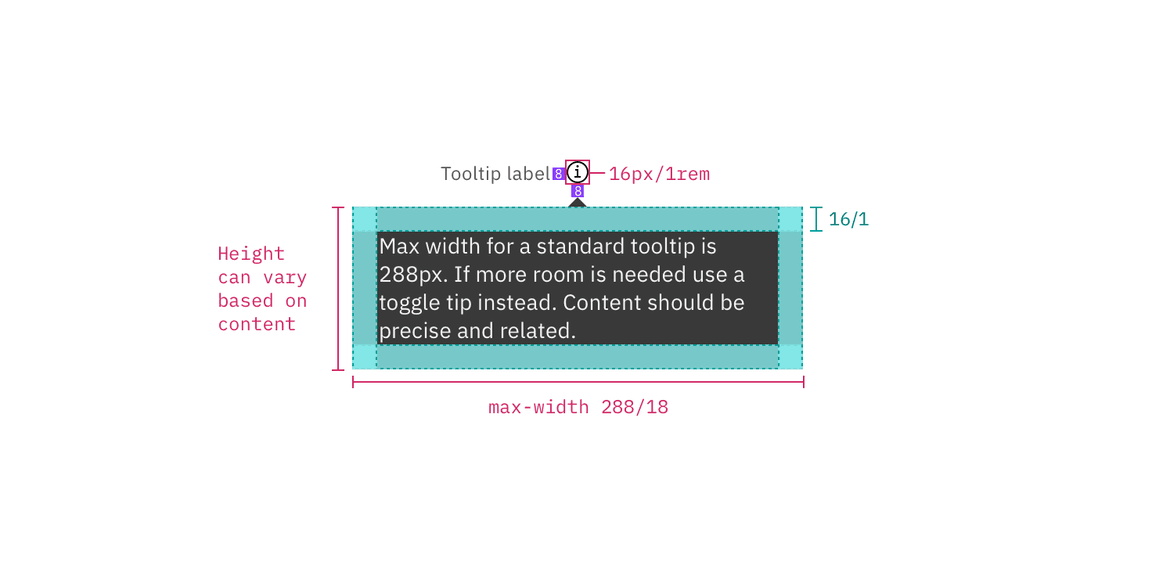 Tooltip label 8 i 16px/1rem
8
16/1
Height
can vary
based on
content
Max width for a standard tooltip is
288px. If more room is needed use a
toggle tip instead. Content should be
precise and related.
max-width 288/18